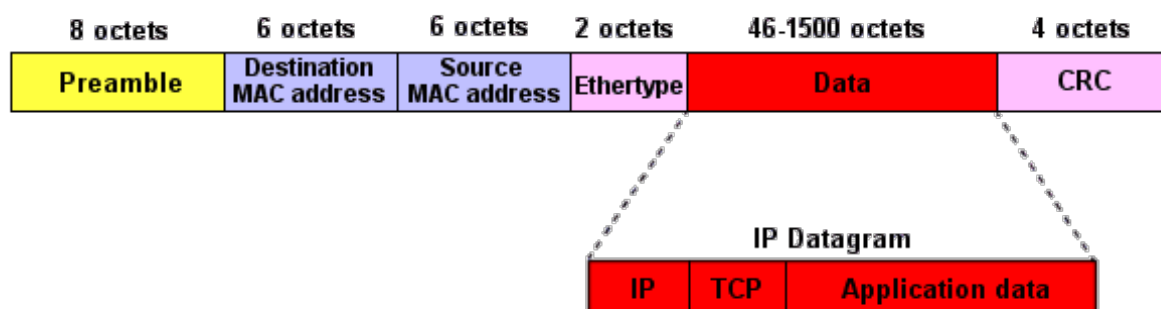 8 octets 6 octets 6 octets 2 octets 46-1500 octets 4 octets
Preamble Destination MAC address Source MAC address Ethertype Data CRC
IP Datagram
IP TCP Application data